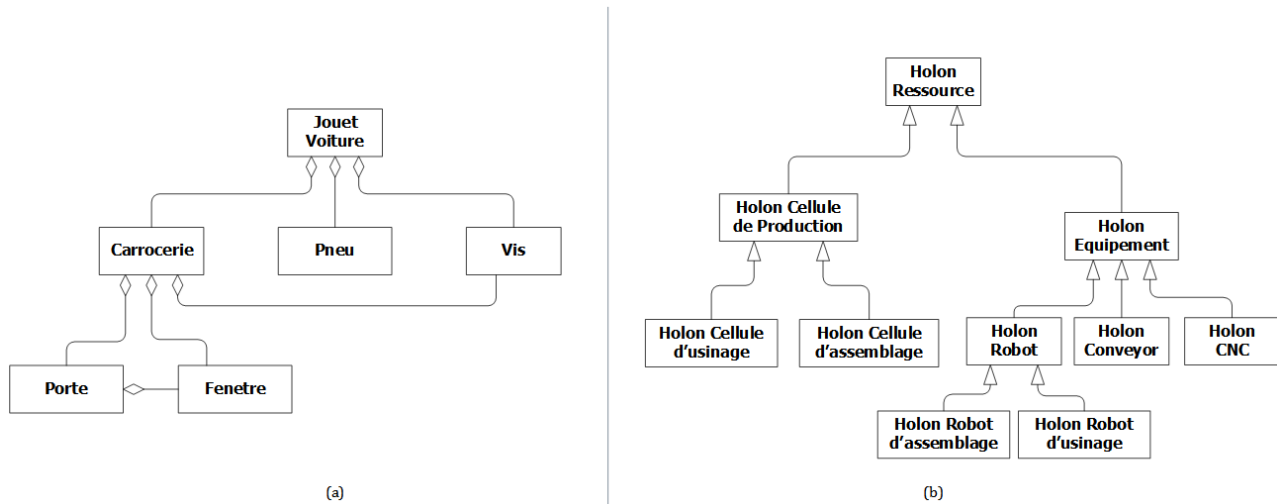 Jouet
Voiture
Carrocerie
Pneu
Vis
Porte
Fenetre
(a)
Holon
Ressource
Holon Cellule
de Production
Holon
Equipement
Holon Cellule
d'usinage
Holon Cellule
d'assemblage
Holon
Robot
Holon
Conveyor
Holon
CNC
Holon Robot
d'assemblage
Holon Robot
d'usinage
(b)